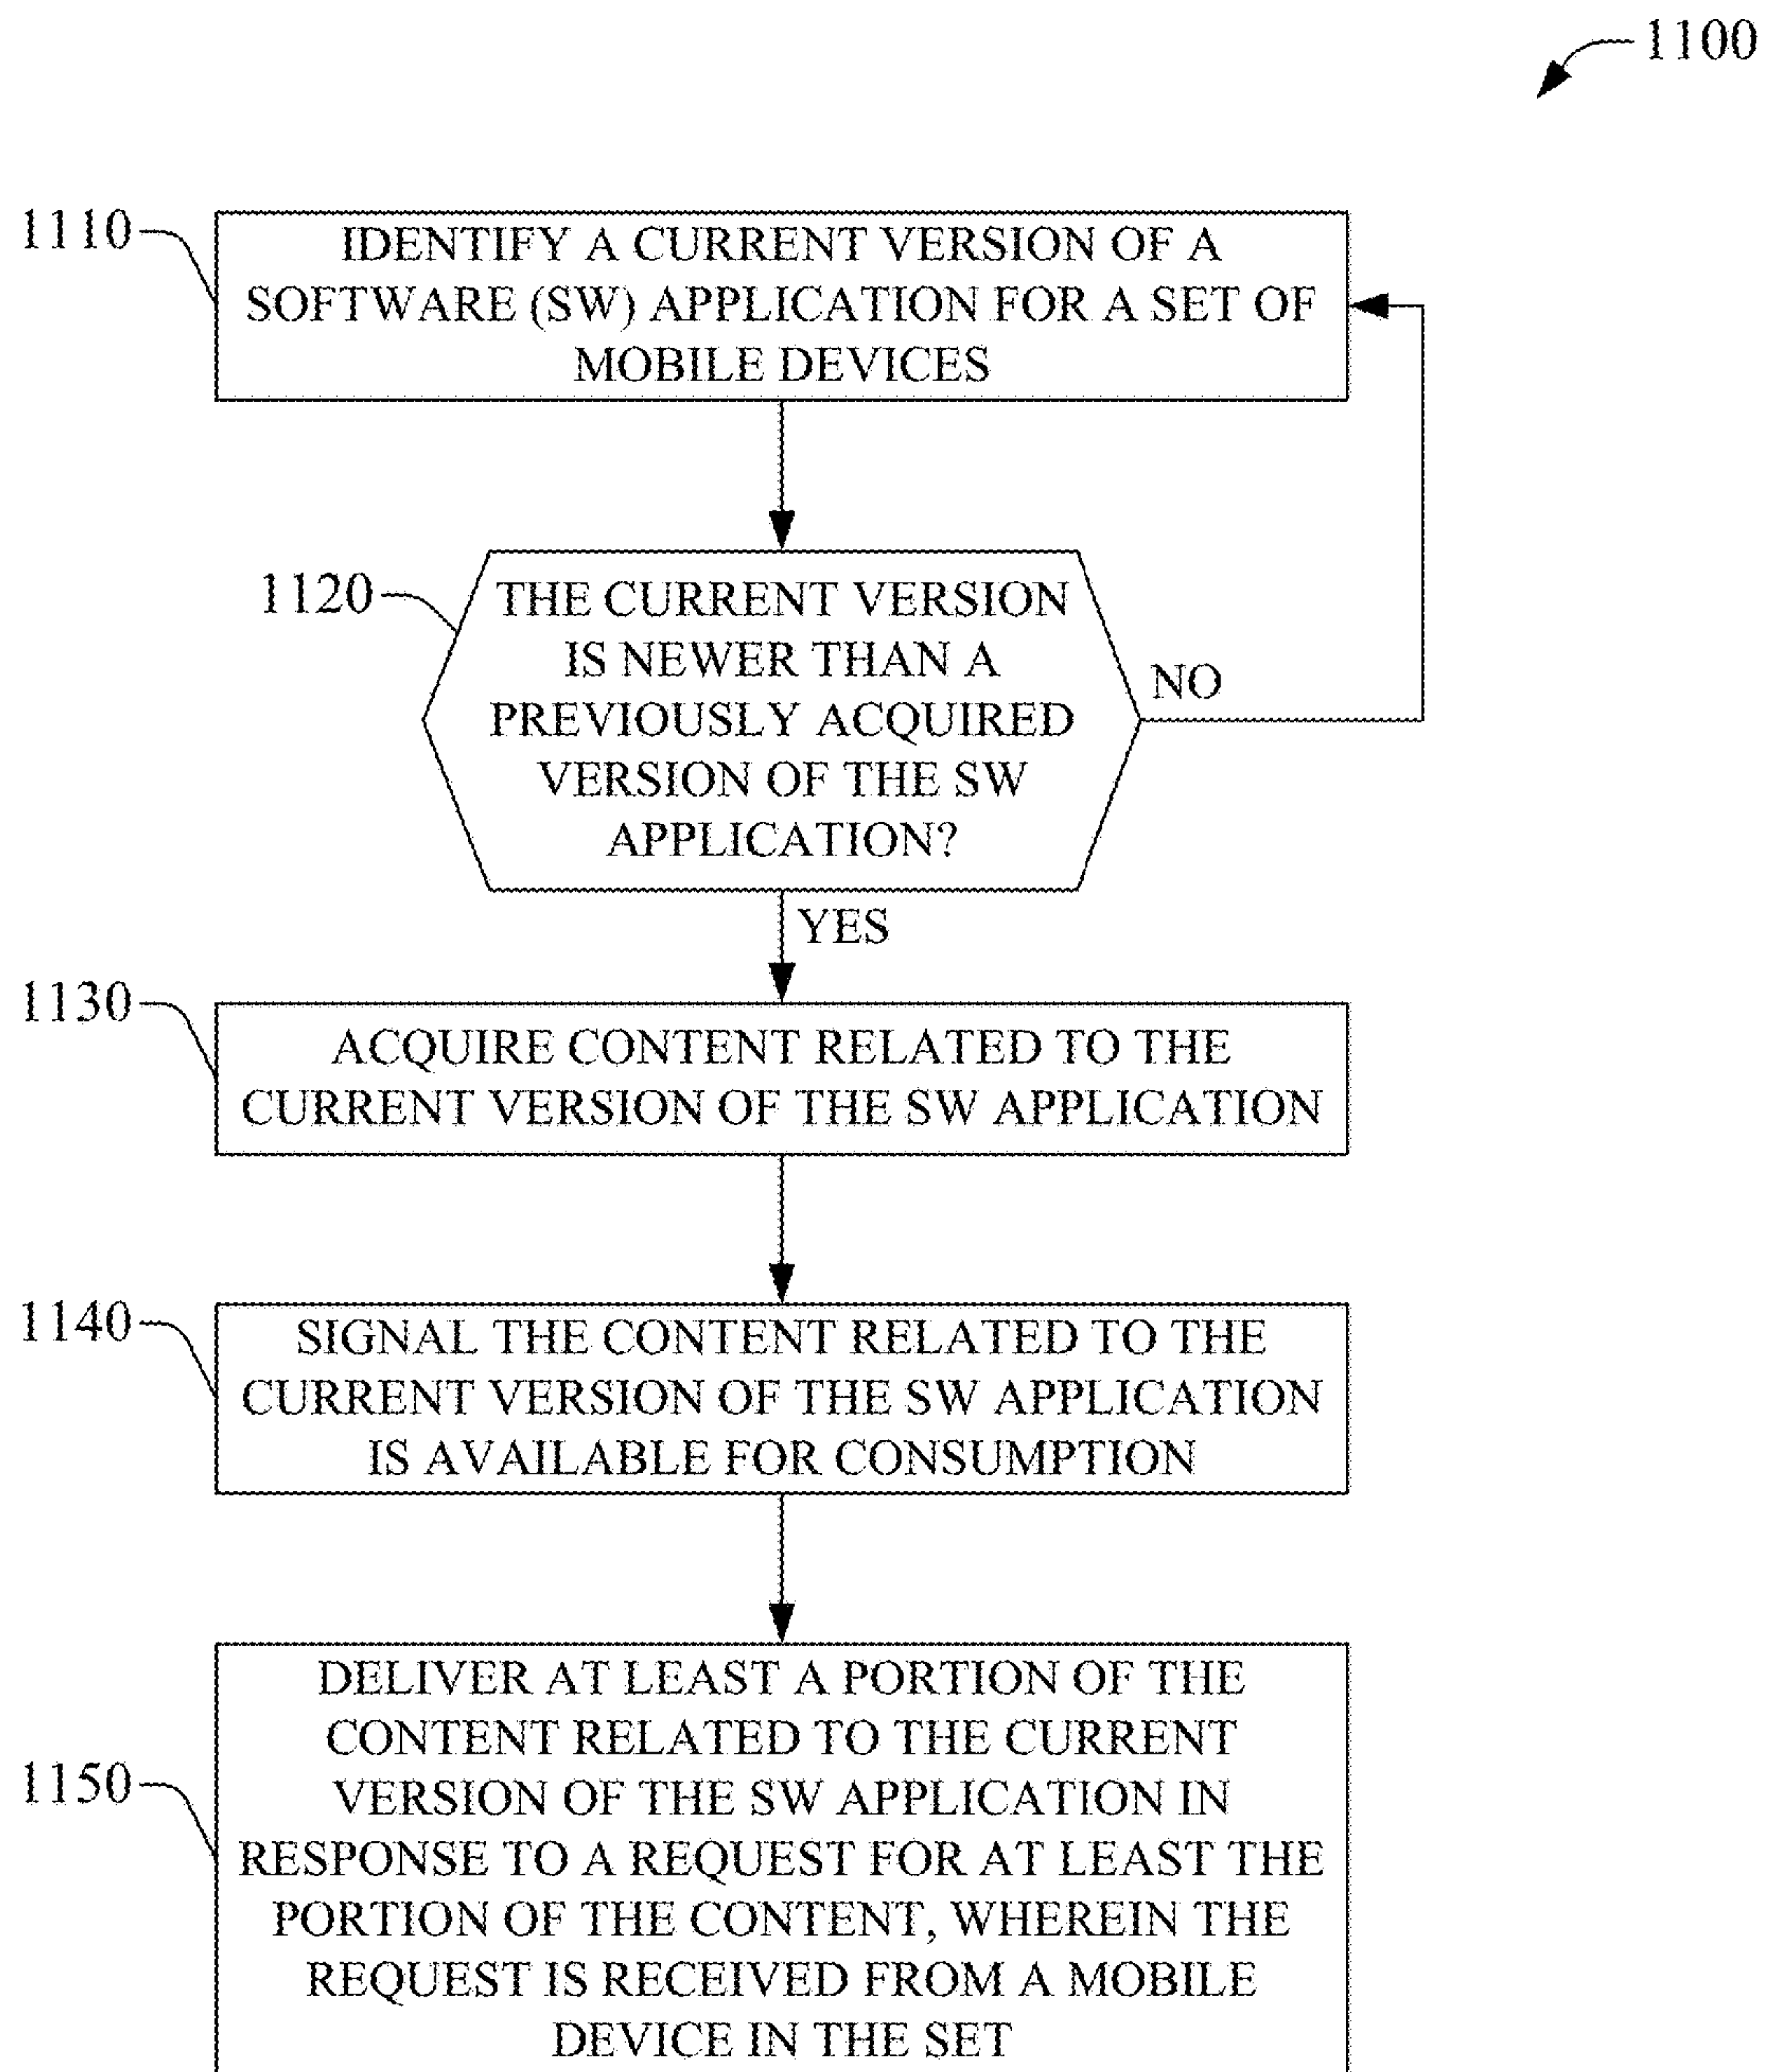 1100
1110
IDENTIFY A CURRENT VERSION OF A
SOFTWARE (SW) APPLICATION FOR A SET OF
MOBILE DEVICES
1120
THE CURRENT VERSION
IS NEWER THAN A
PREVIOUSLY ACQUIRED
VERSION OF THE SW
APPLICATION?
NO
YES
1130
ACQUIRE CONTENT RELATED TO THE
CURRENT VERSION OF THE SW APPLICATION
1140
SIGNAL THE CONTENT RELATED TO THE
CURRENT VERSION OF THE SW APPLICATION
IS AVAILABLE FOR CONSUMPTION
1150
DELIVER AT LEAST A PORTION OF THE
CONTENT RELATED TO THE CURRENT
VERSION OF THE SW APPLICATION IN
RESPONSE TO A REQUEST FOR AT LEAST THE
PORTION OF THE CONTENT, WHEREIN THE
REQUEST IS RECEIVED FROM A MOBILE
DEVICE IN THE SET